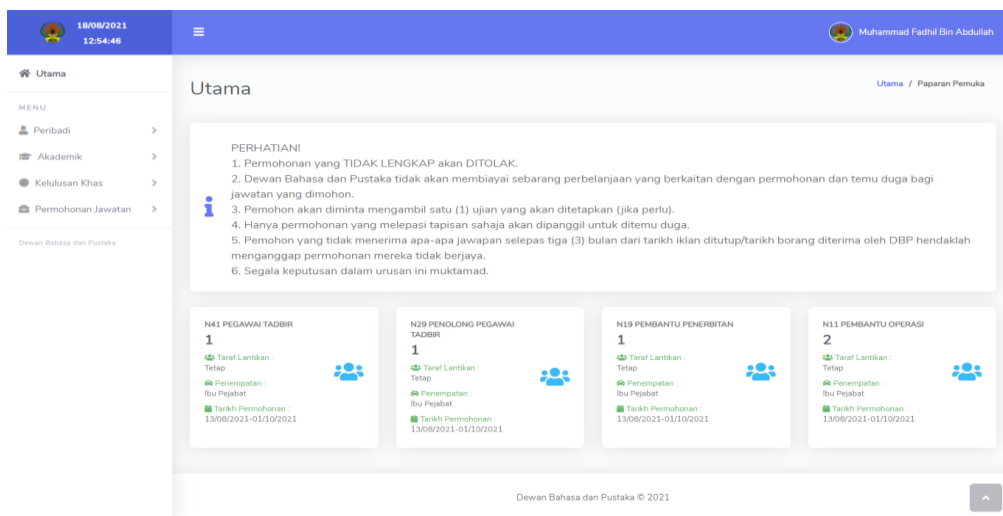 18/08/2021
12:54:46
Muhammad Fadhil Bin Abdullah
Utama
MENU
Peribadi
Akademik
Kelulusan Khas
Permohonan Jawatan
Dewan Bahasa dan Pustaka
Utama
Utama / Paparan Pemuka
PERHATIAN!
1. Permohonan yang TIDAK LENGKAP akan DITOLAK.
2. Dewan Bahasa dan Pustaka tidak akan membiayai sebarang perbelanjaan yang berkaitan dengan permohonan dan temu duga bagi
jawatan yang dimohon.
3. Pemohon akan diminta mengambil satu (1) ujian yang akan ditetapkan (jika perlu).
4. Hanya permohonan yang melepasi tapisan sahaja akan dipanggil untuk ditemu duga.
5. Pemohon yang tidak menerima apa-apa jawapan selepas tiga (3) bulan dari tarikh iklan ditutup/tarikh borang diterima oleh DBP hendaklah
menganggap permohonan mereka tidak berjaya.
6. Segala keputusan dalam urusan ini muktamad.
N41 PEGAWAI TADBIR
1
Taraf Lantikan :
Tetap
Penempatan :
Ibu Pejabat
Tarikh Permohonan :
13/08/2021-01/10/2021
N29 PENOLONG PEGAWAI
TADBIR
1
Taraf Lantikan :
Tetap
Penempatan :
Ibu Pejabat
Tarikh Permohonan :
13/08/2021-01/10/2021
N19 PEMBANTU PENERBITAN
1
Taraf Lantikan :
Tetap
Penempatan :
Ibu Pejabat
Tarikh Permohonan :
13/08/2021-01/10/2021
N11 PEMBANTU OPERASI
2
Taraf Lantikan :
Tetap
Penempatan :
Ibu Pejabat
Tarikh Permohonan :
13/08/2021-01/10/2021
Dewan Bahasa dan Pustaka © 2021